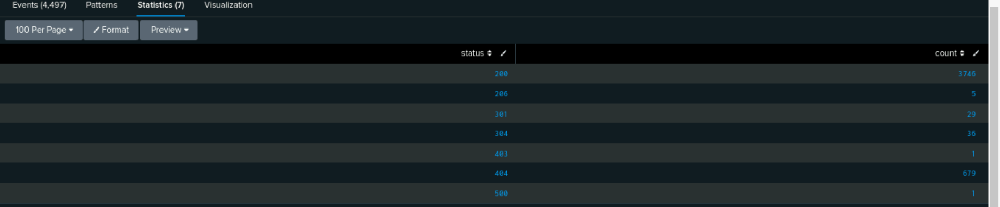 Events (4,497) Patterns Statistics (7) Visualization
100 Per Page Format Preview
status count
200 3746
206 5
301 29
304 36
403 1
404 679
500 1